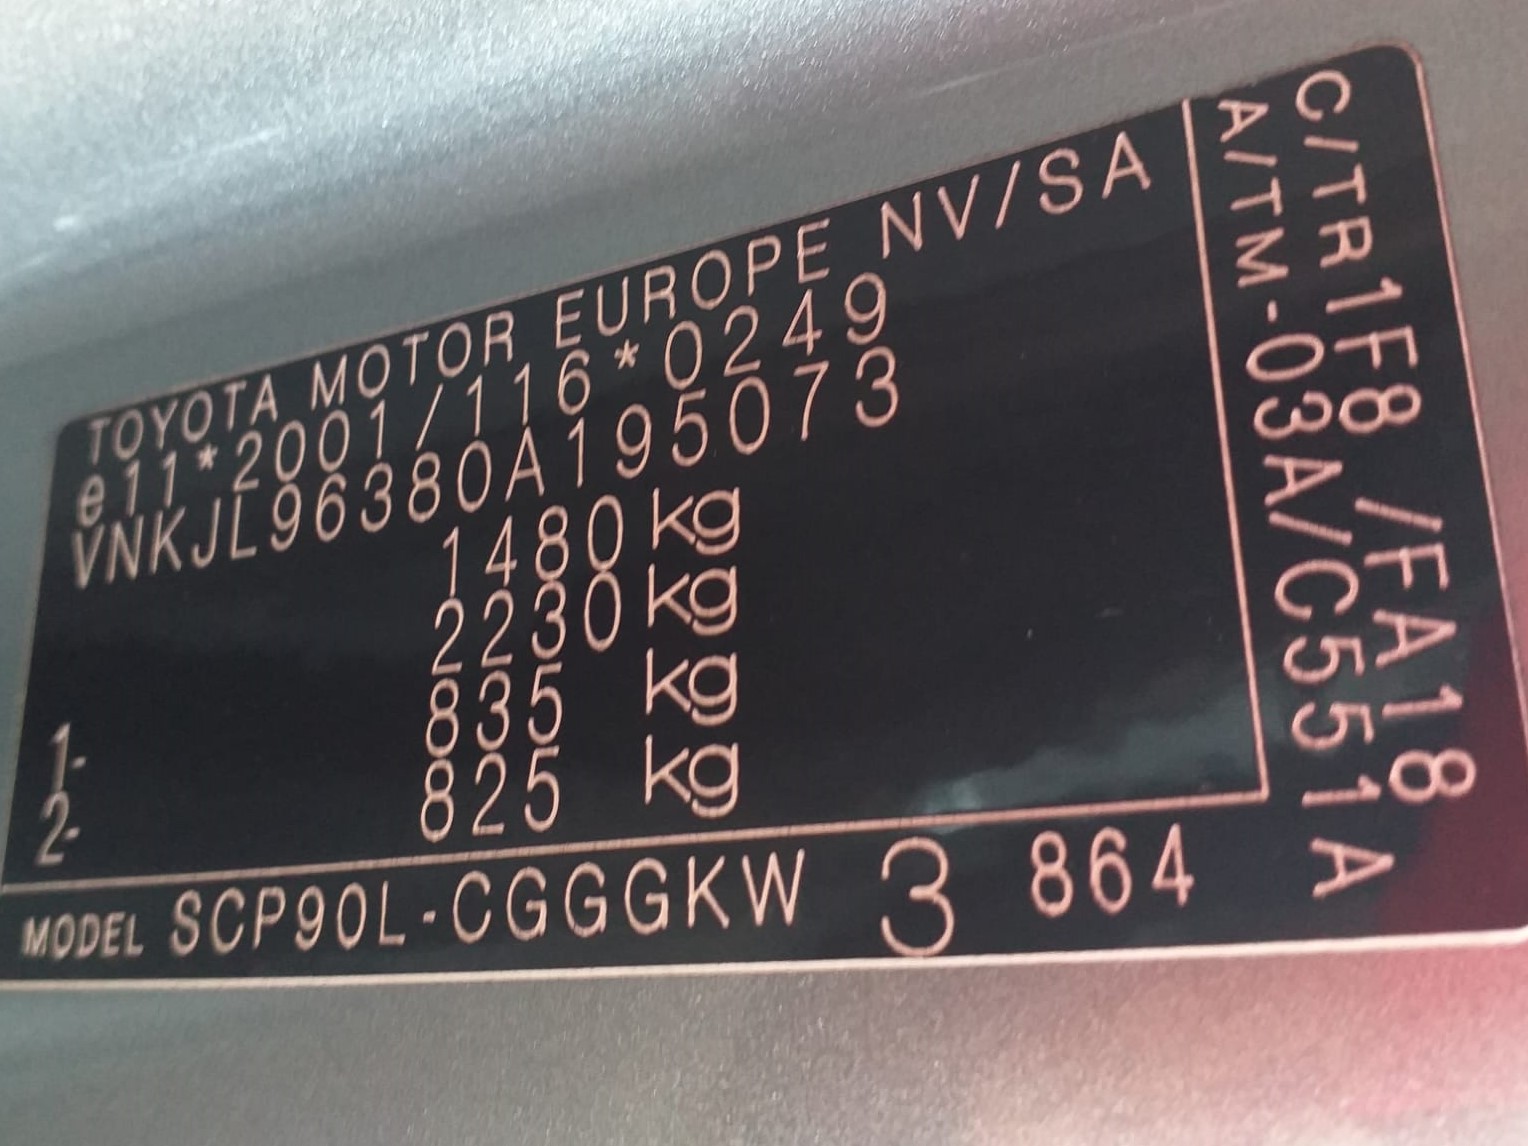 TOYOTA MOTOR EUROPE NV/SA
e11*2001/116*0249
VNKJL96380A195073
1480 kg
2230 kg
1- 835 kg
2- 825 kg
MODEL SCP90L-CGGGKW 3 864
C/TR1F8 /FA18
A/TM-03A/C551A